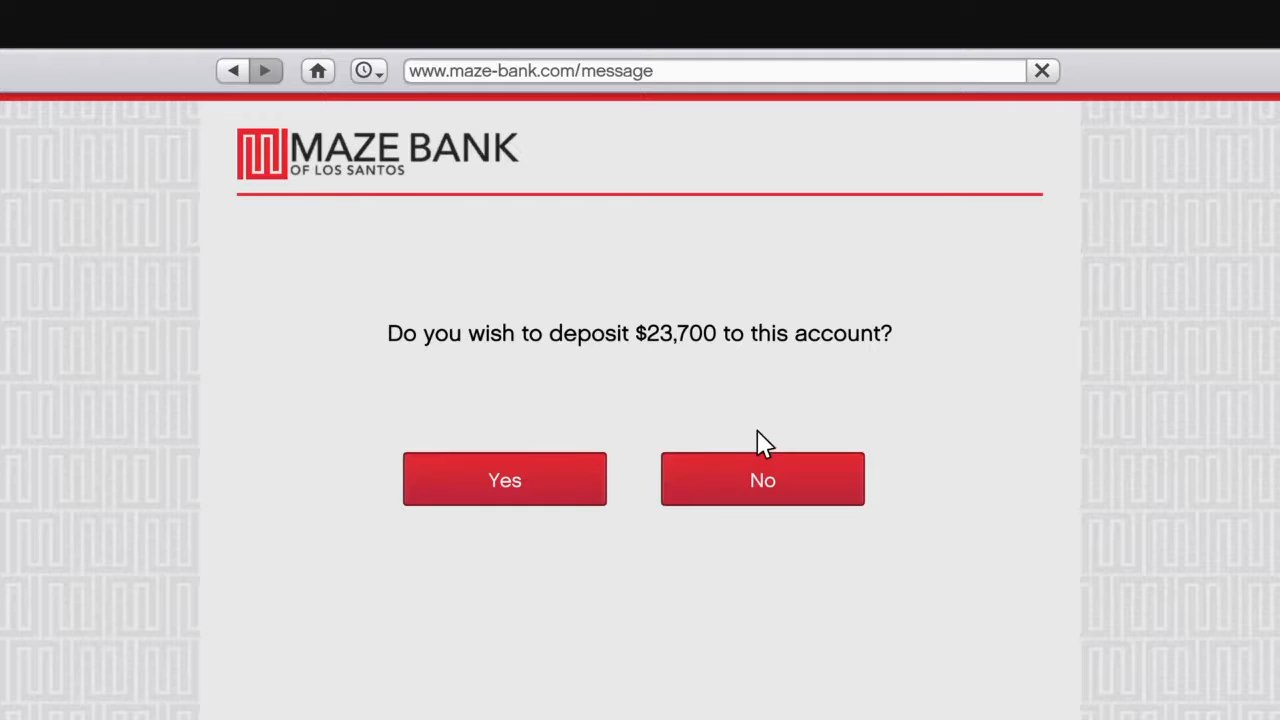 www.maze-bank.com/message
MAZE BANK
OF LOS SANTOS
Do you wish to deposit $23,700 to this account?
Yes
No